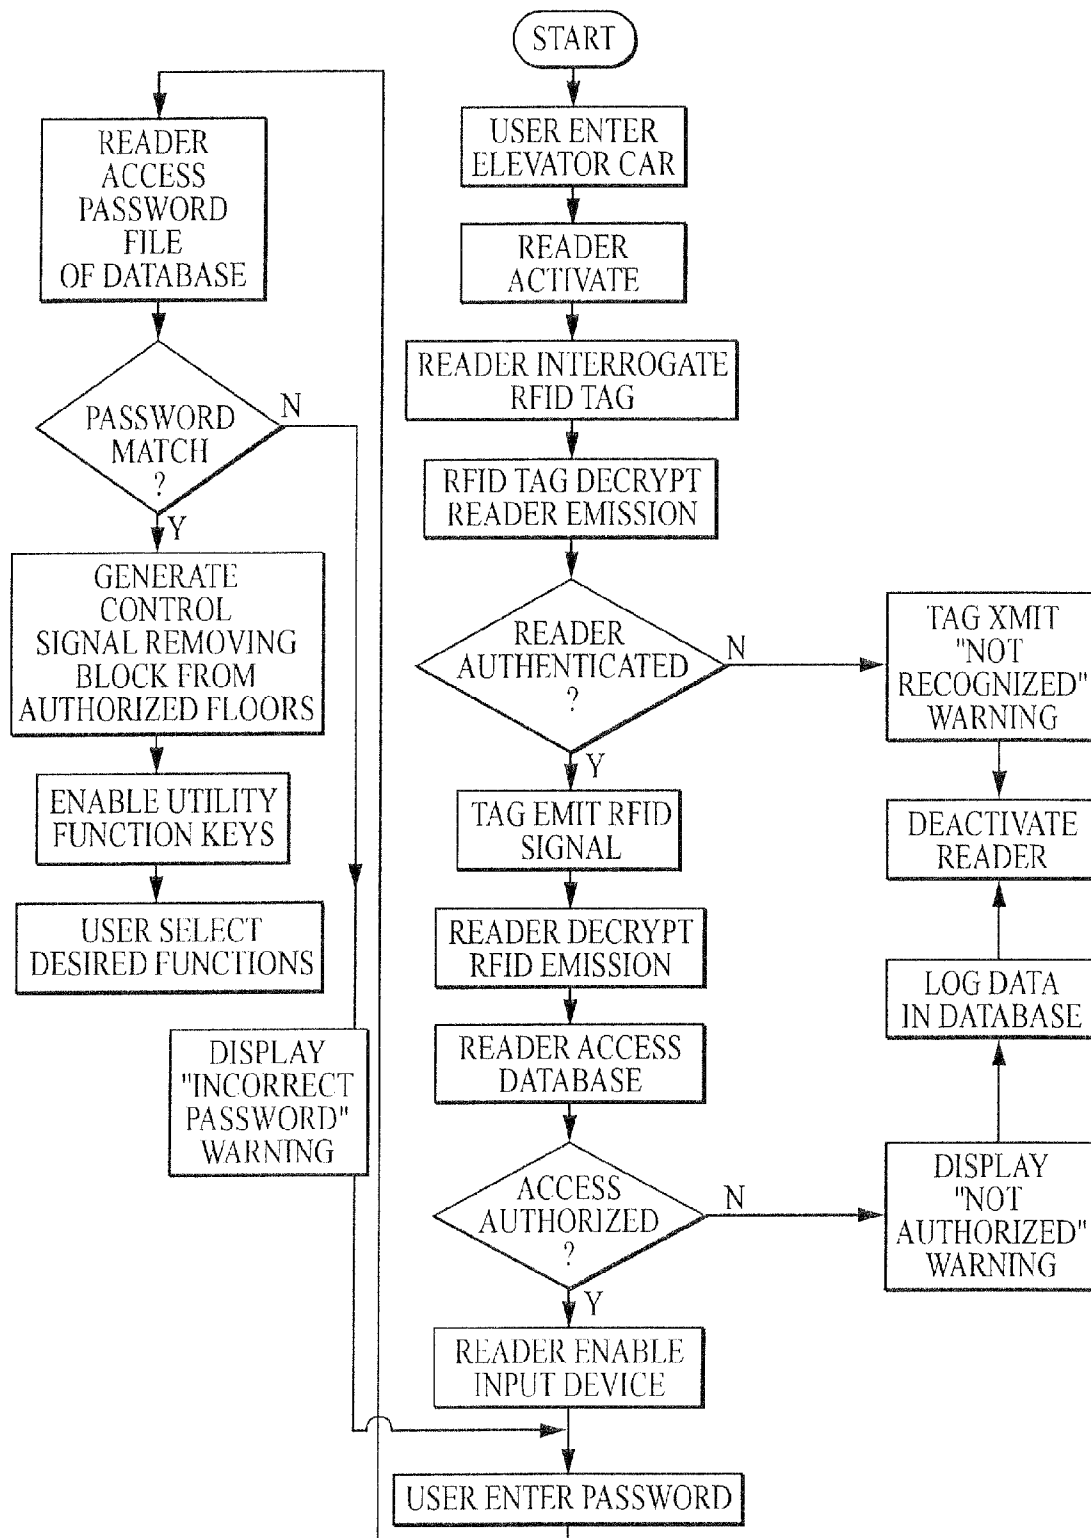 START
USER ENTER
ELEVATOR CAR
READER
ACTIVATE
READER INTERROGATE
RFID TAG
RFID TAG DECRYPT
READER EMISSION
READER
AUTHENTICATED
?
N
Y
TAG XMIT
"NOT
RECOGNIZED"
WARNING
DEACTIVATE
READER
TAG EMIT RFID
SIGNAL
READER DECRYPT
RFID EMISSION
READER ACCESS
DATABASE
ACCESS
AUTHORIZED
?
N
Y
DISPLAY
"NOT
AUTHORIZED"
WARNING
LOG DATA
IN DATABASE
READER ENABLE
INPUT DEVICE
USER ENTER PASSWORD
READER
ACCESS
PASSWORD
FILE
OF DATABASE
PASSWORD
MATCH
?
N
Y
GENERATE
CONTROL
SIGNAL REMOVING
BLOCK FROM
AUTHORIZED FLOORS
ENABLE UTILITY
FUNCTION KEYS
USER SELECT
DESIRED FUNCTIONS
DISPLAY
"INCORRECT
PASSWORD"
WARNING